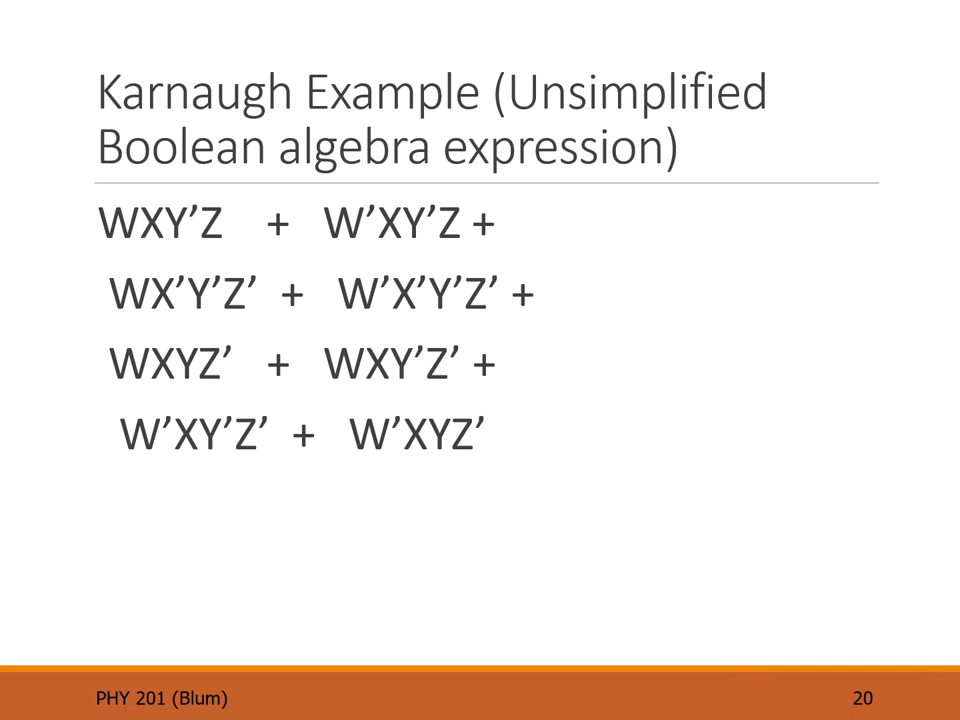 Karnaugh Example (Unsimplified
Boolean algebra expression)
WXY’Z + W’XY’Z +
WX’Y’Z’ + W’X’Y’Z’ +
WXYZ’ + WXY’Z’ +
W’XY’Z’ + W’XYZ’
PHY 201 (Blum) 20